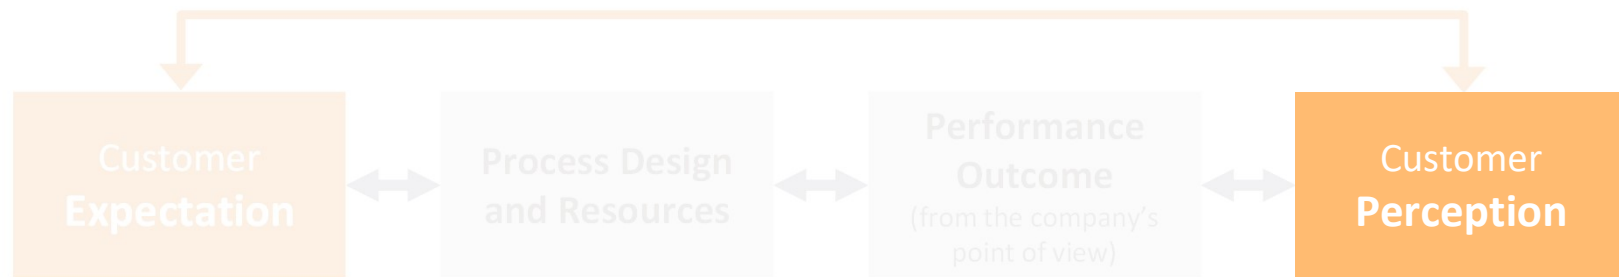 Customer
Expectation
Process Design
and Resources
Performance
Outcome
(from the company's
point of view)
Customer
Perception